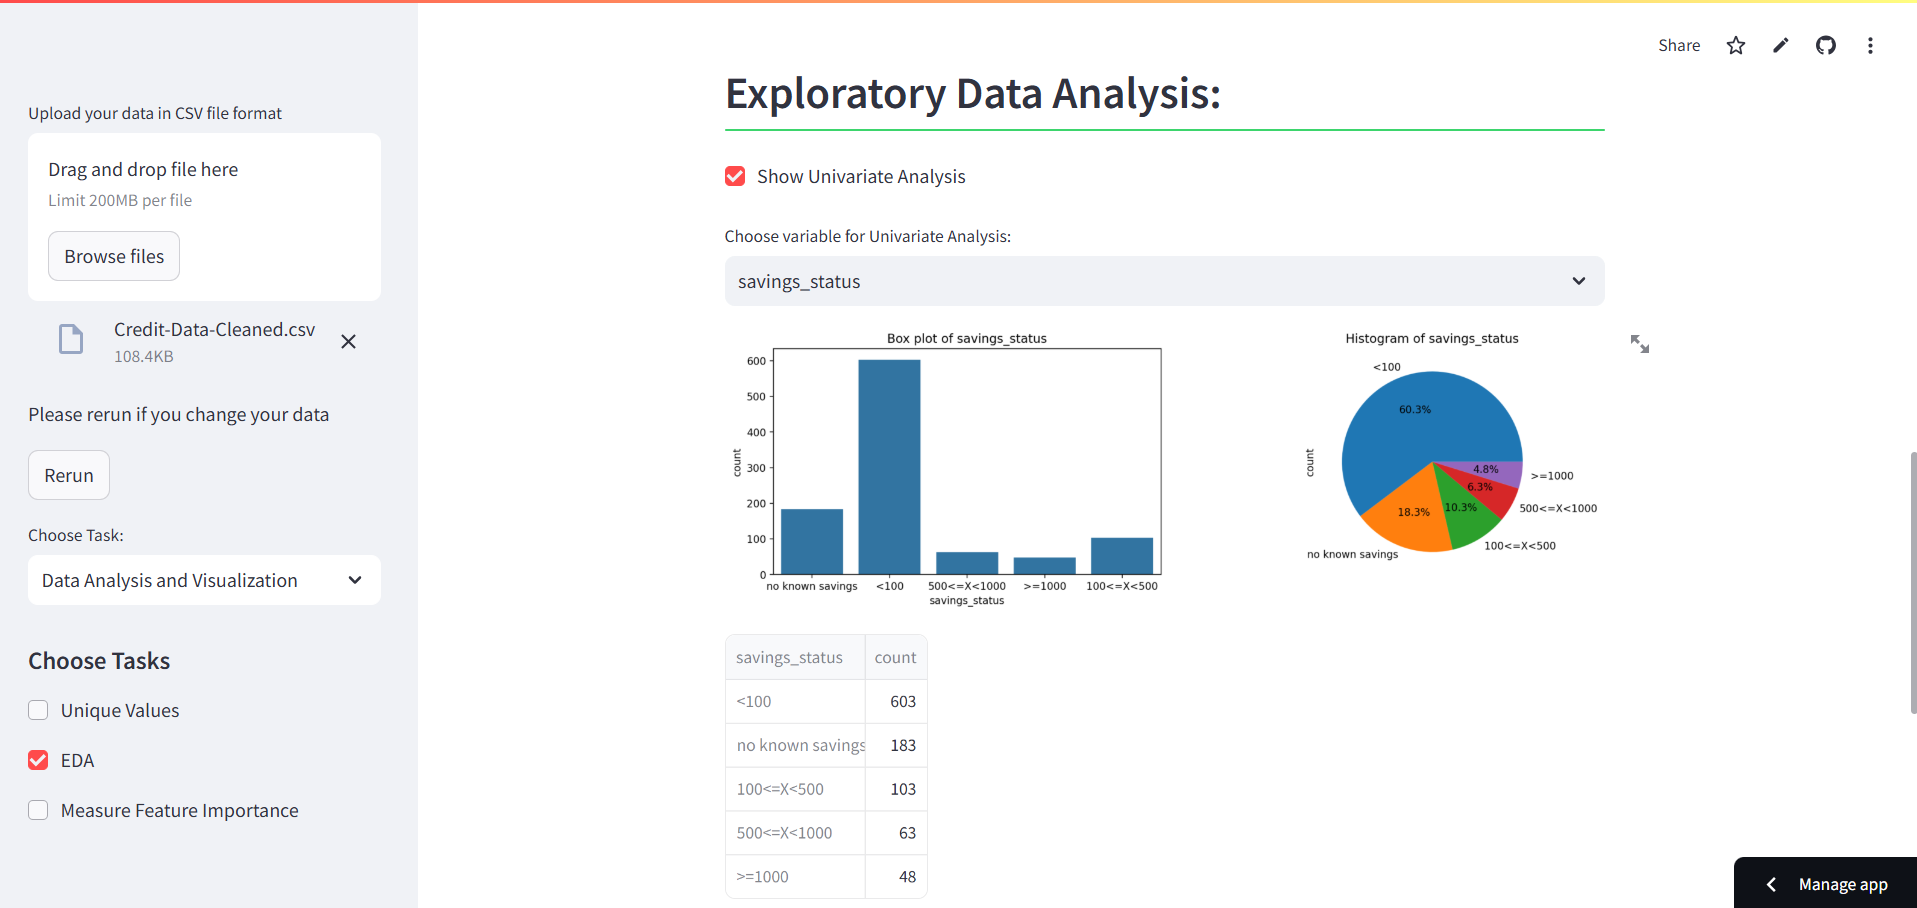 Upload your data in CSV file format
Drag and drop file here
Limit 200MB per file
Browse files
Credit-Data-Cleaned.csv
108.4KB
Please rerun if you change your data
Rerun
Choose Task:
Data Analysis and Visualization
Choose Tasks
Unique Values
EDA
Measure Feature Importance
Share
Exploratory Data Analysis:
Show Univariate Analysis
Choose variable for Univariate Analysis:
savings_status
Box plot of savings_status
600
500
400
300
200
100
0
count
no known savings <100 500<=X<1000 >=1000 100<=X<500
savings_status
Histogram of savings_status
<100
60.3%
count
4.8%
>=1000
6.3%
500<=X<1000
10.3%
18.3%
100<=X<500
no known savings
savings_status count
<100 603
no known savings 183
100<=X<500 103
500<=X<1000 63
>=1000 48
Manage app